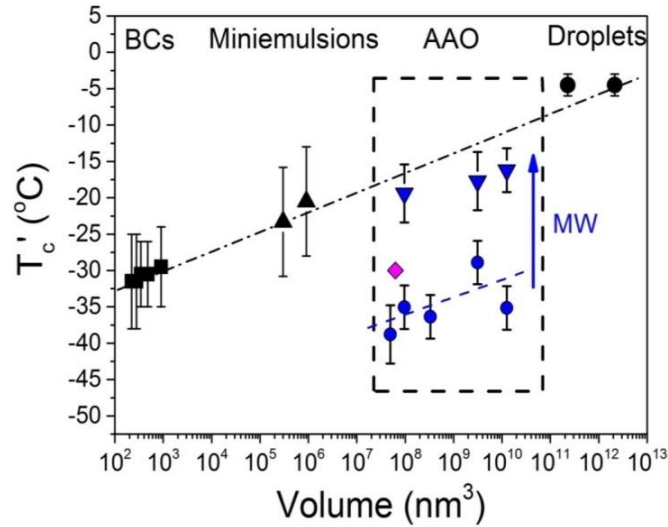 BCs Miniemulsions AAO Droplets
5
0
-5
-10
-15
-20
-25
-30
-35
-40
-45
-50
T_c' (°C)
MW
10² 10³ 10⁴ 10⁵ 10⁶ 10⁷ 10⁸ 10⁹ 10¹⁰ 10¹¹ 10¹² 10¹³
Volume (nm³)